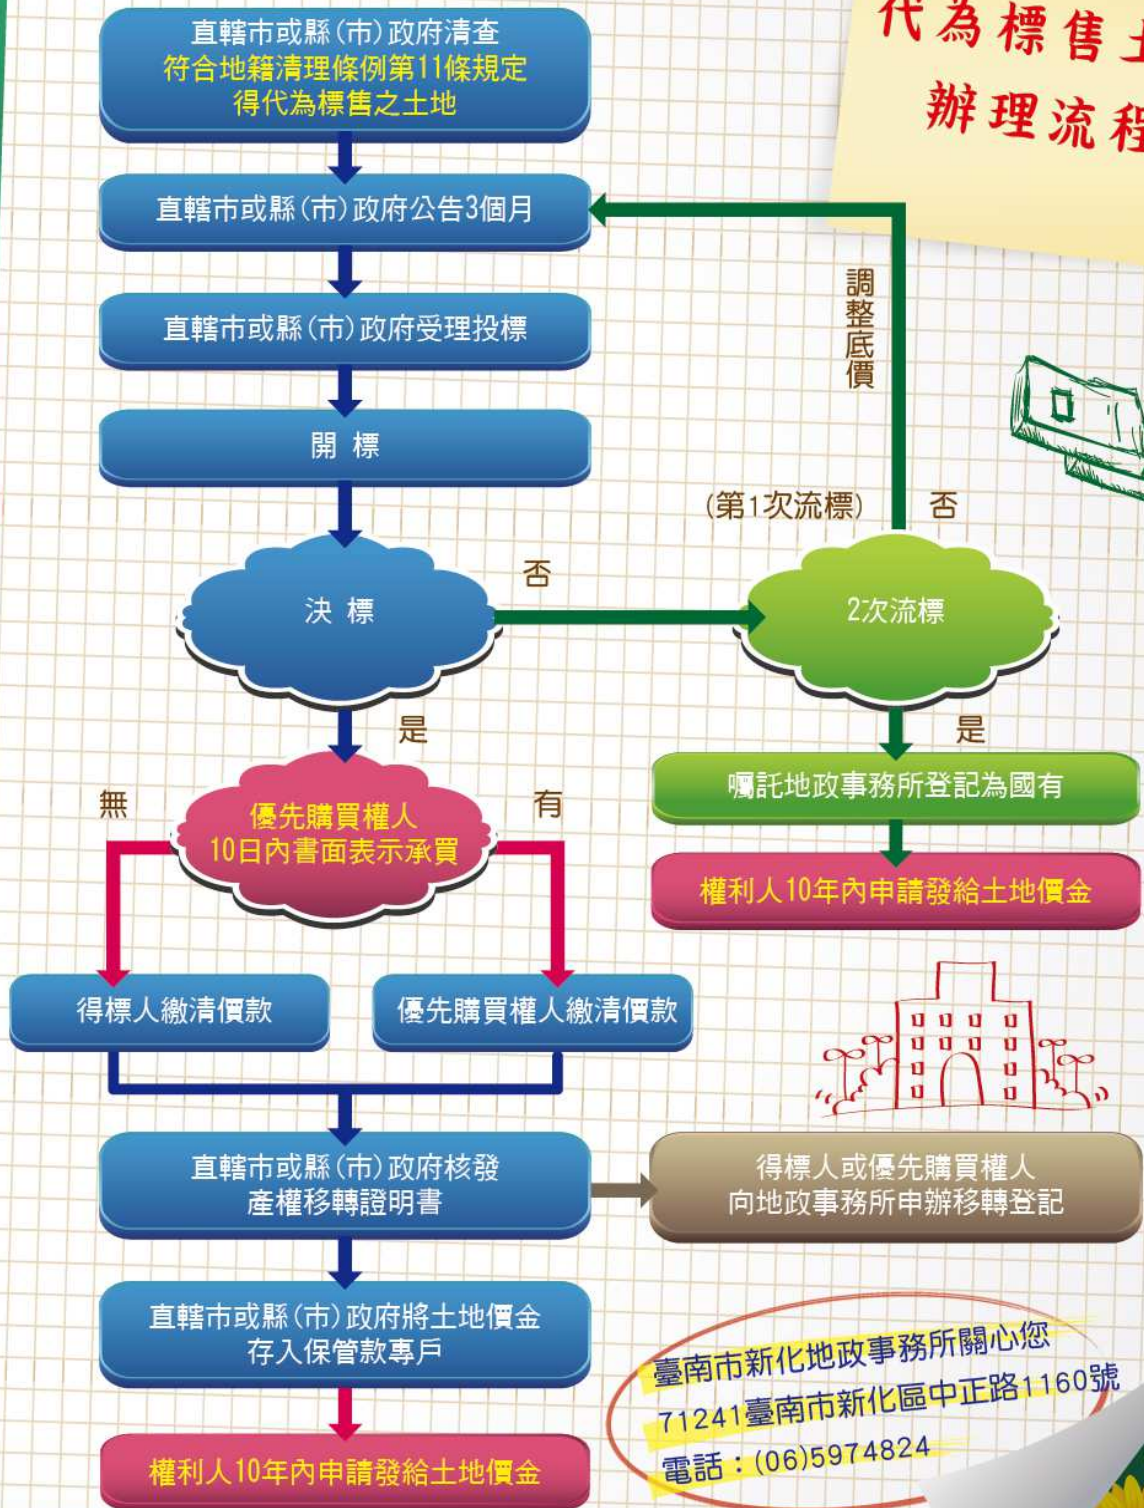 代為標售土
辦理流程
直轄市或縣(市)政府清查
符合地籍清理條例第11條規定
得代為標售之土地
直轄市或縣(市)政府公告3個月
調整底價
直轄市或縣(市)政府受理投標
開 標
(第1次流標)
否
決 標
否
2次流標
是
是
優先購買權人
10日內書面表示承買
無
有
囑託地政事務所登記為國有
權利人10年內申請發給土地價金
得標人繳清價款
優先購買權人繳清價款
直轄市或縣(市)政府核發
產權移轉證明書
得標人或優先購買權人
向地政事務所申辦移轉登記
直轄市或縣(市)政府將土地價金
存入保管款專戶
權利人10年內申請發給土地價金
臺南市新化地政事務所關心您
71241臺南市新化區中正路1160號
電話：(06)5974824